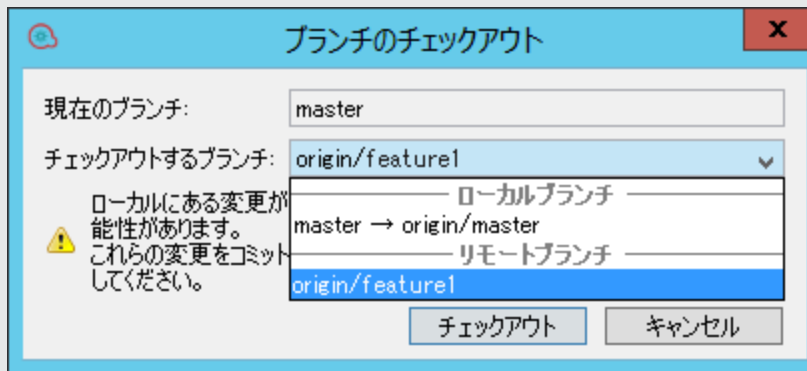 ブランチのチェックアウト
x
現在のブランチ: master
チェックアウトするブランチ: origin/feature1
ローカルブランチ
master → origin/master
リモートブランチ
origin/feature1
ローカルにある変更が
能性があります。
これらの変更をコミット
してください。
チェックアウト キャンセル